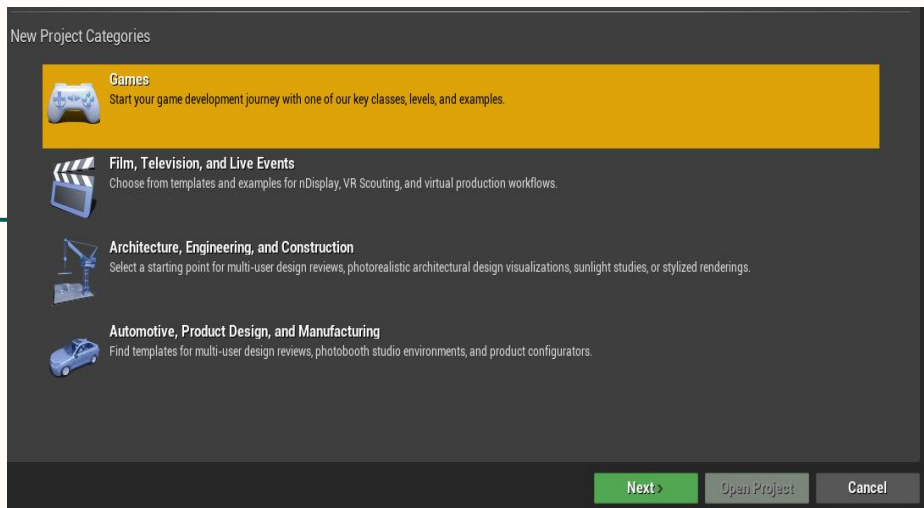 New Project Categories
Games
Start your game development journey with one of our key classes, levels, and examples.
Film, Television, and Live Events
Choose from templates and examples for nDisplay, VR Scouting, and virtual production workflows.
Architecture, Engineering, and Construction
Select a starting point for multi-user design reviews, photorealistic architectural design visualizations, sunlight studies, or stylized renderings.
Automotive, Product Design, and Manufacturing
Find templates for multi-user design reviews, photobooth studio environments, and product configurators.
Next > Open Project Cancel